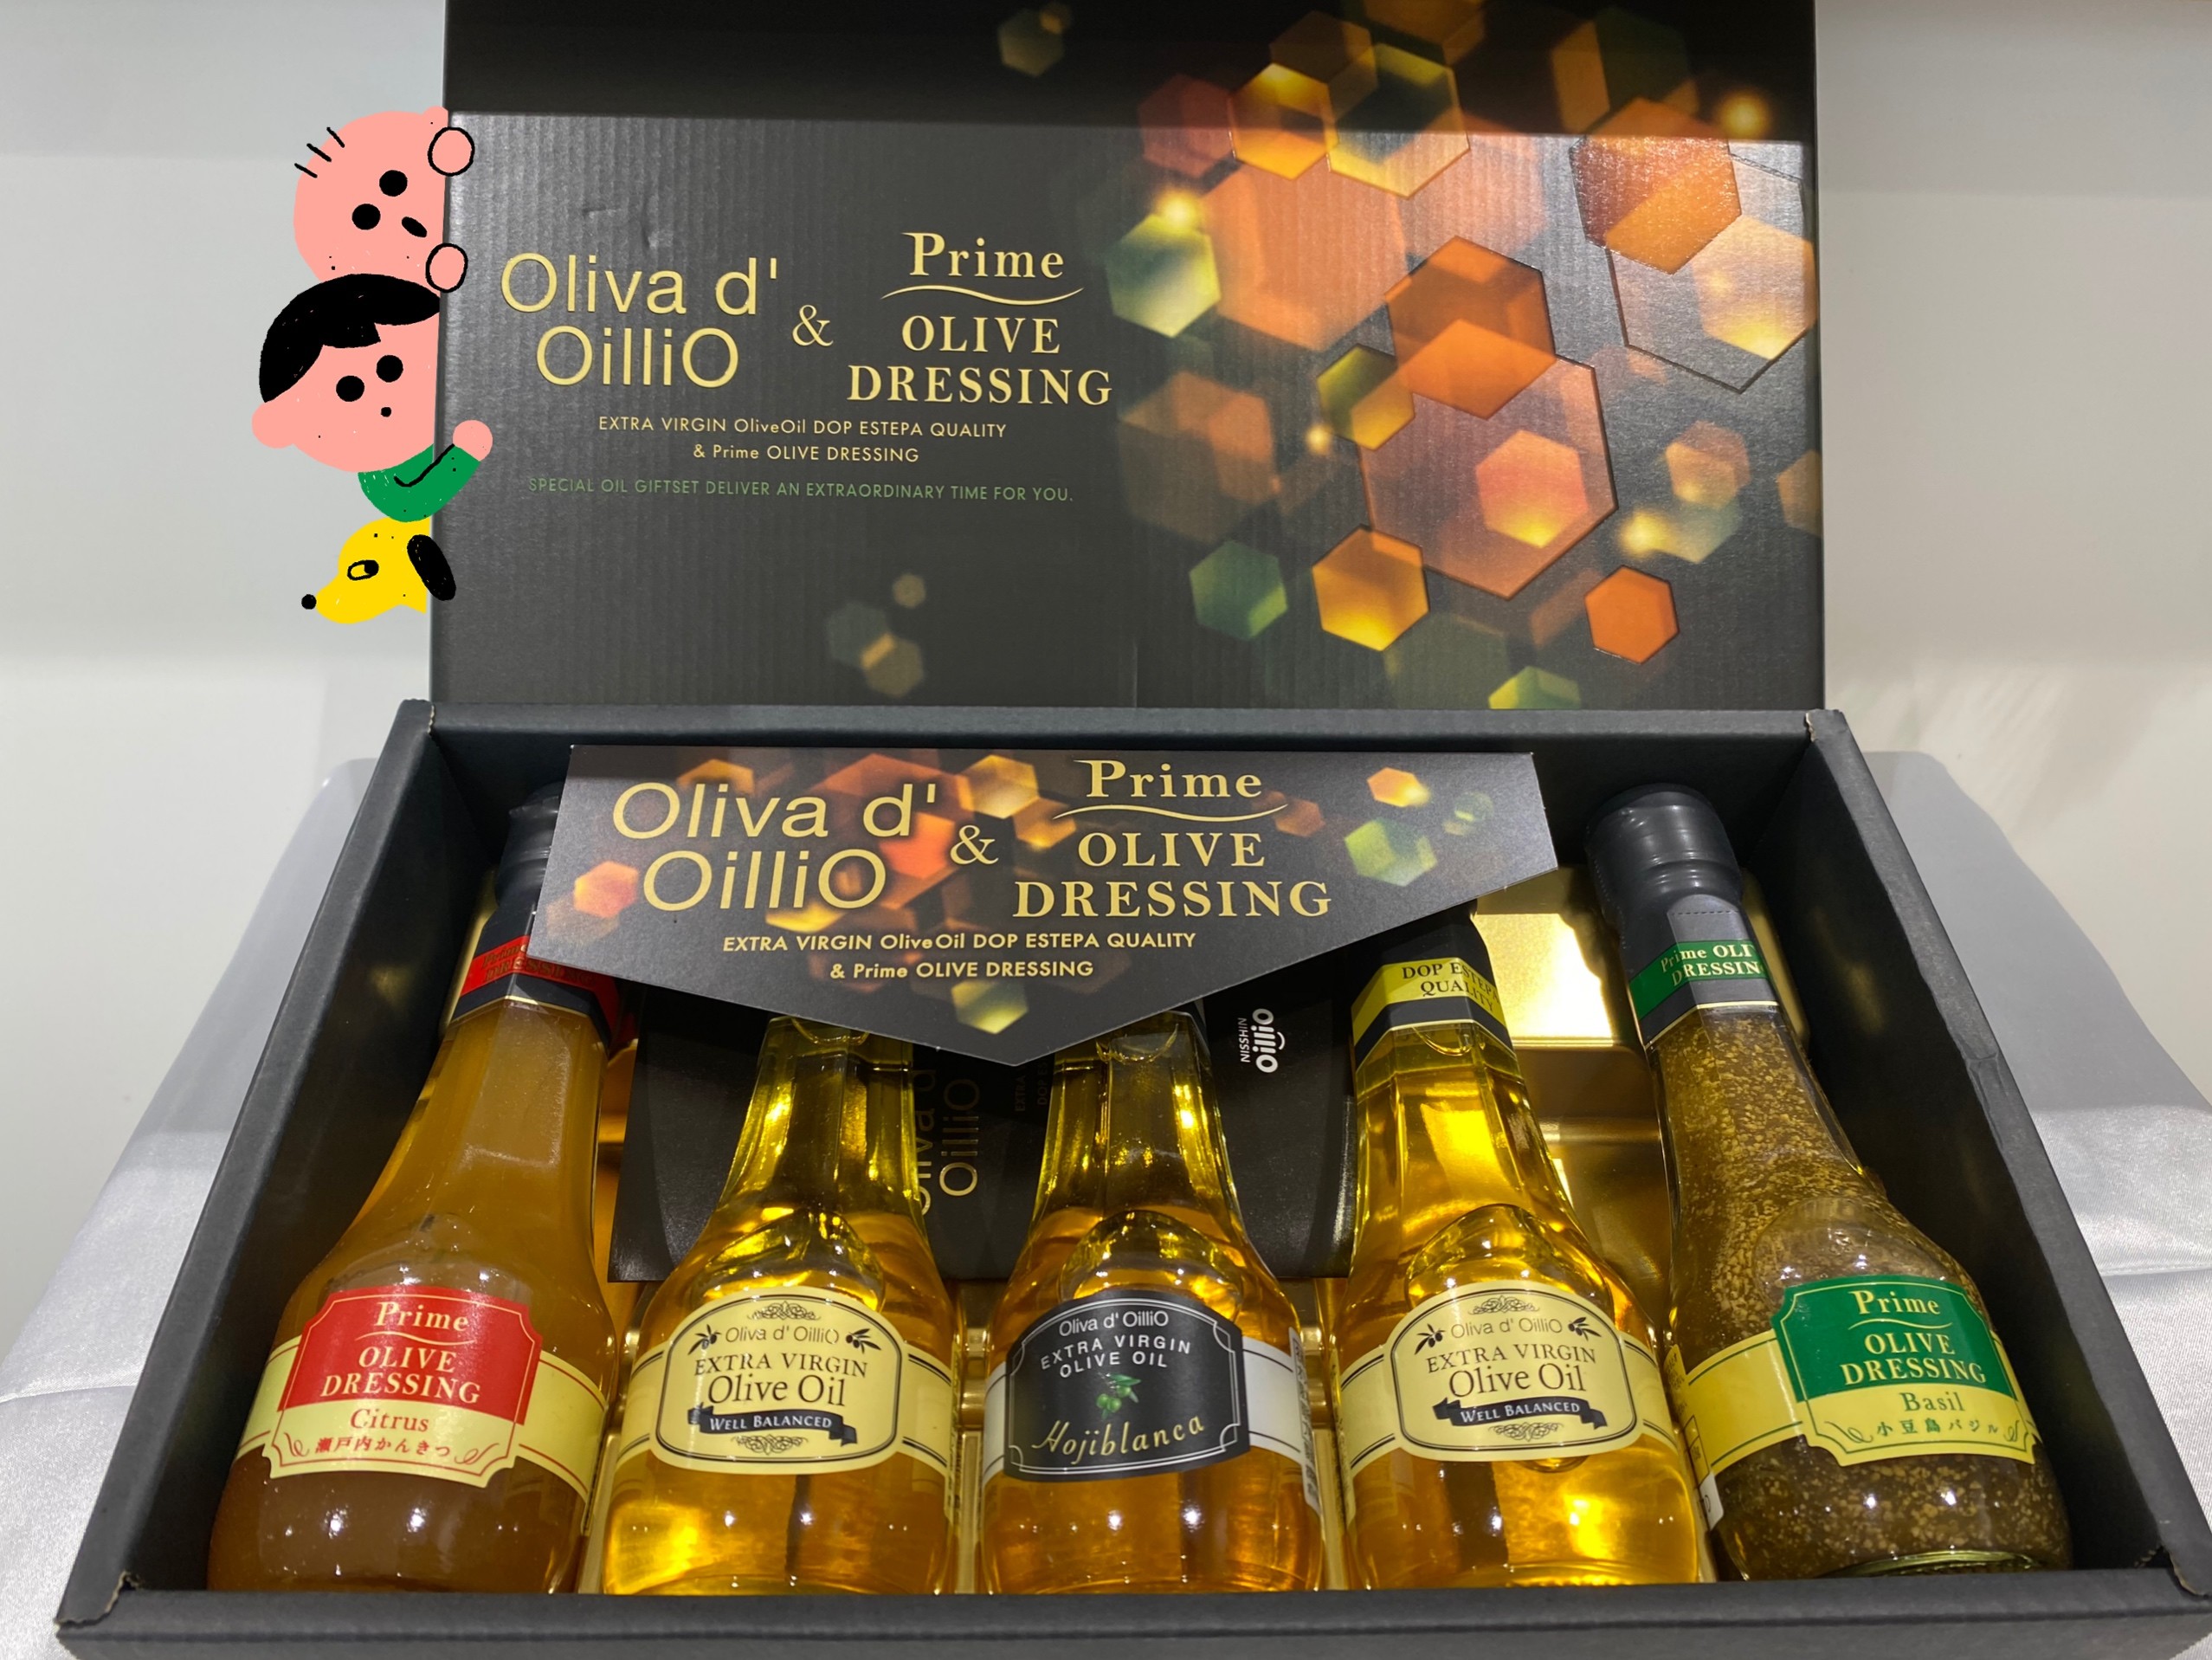 Oliva d'
OilliO
&
Prime
OLIVE
DRESSING
EXTRA VIRGIN OliveOil DOP ESTEPA QUALITY
& Prime OLIVE DRESSING
SPECIAL OIL GIFTSET DELIVER AN EXTRAORDINARY TIME FOR YOU.
Oliva d'
OilliO
&
Prime
OLIVE
DRESSING
EXTRA VIRGIN OliveOil DOP ESTEPA QUALITY
& Prime OLIVE DRESSING
DOP ESTEPA
QUALITY
Prime OLI
DRESSIN
NISSHIN
OilliO
OilliO
Prime
OLIVE
DRESSING
Citrus
瀬戸内かんきつ
Oliva d' OilliO
EXTRA VIRGIN
Olive Oil
WELL BALANCED
Oliva d' OilliO
EXTRA VIRGIN
OLIVE OIL
Hojiblanca
Oliva d' OilliO
EXTRA VIRGIN
Olive Oil
WELL BALANCED
Prime
OLIVE
DRESSING
Basil
小豆島バジル